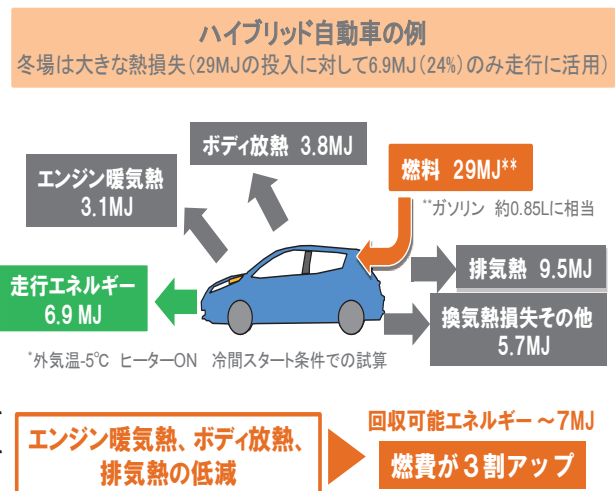 ハイブリッド自動車の例
冬場は大きな熱損失(29MJの投入に対して6.9MJ(24%)のみ走行に活用)
ボディ放熱 3.8MJ
エンジン暖気熱
3.1MJ
燃料 29MJ**
**ガソリン 約0.85Lに相当
走行エネルギー
6.9 MJ
排気熱 9.5MJ
換気熱損失その他
5.7MJ
*外気温-5℃ ヒーターON 冷間スタート条件での試算
エンジン暖気熱、ボディ放熱、
排気熱の低減
回収可能エネルギー ～7MJ
燃費が3割アップ